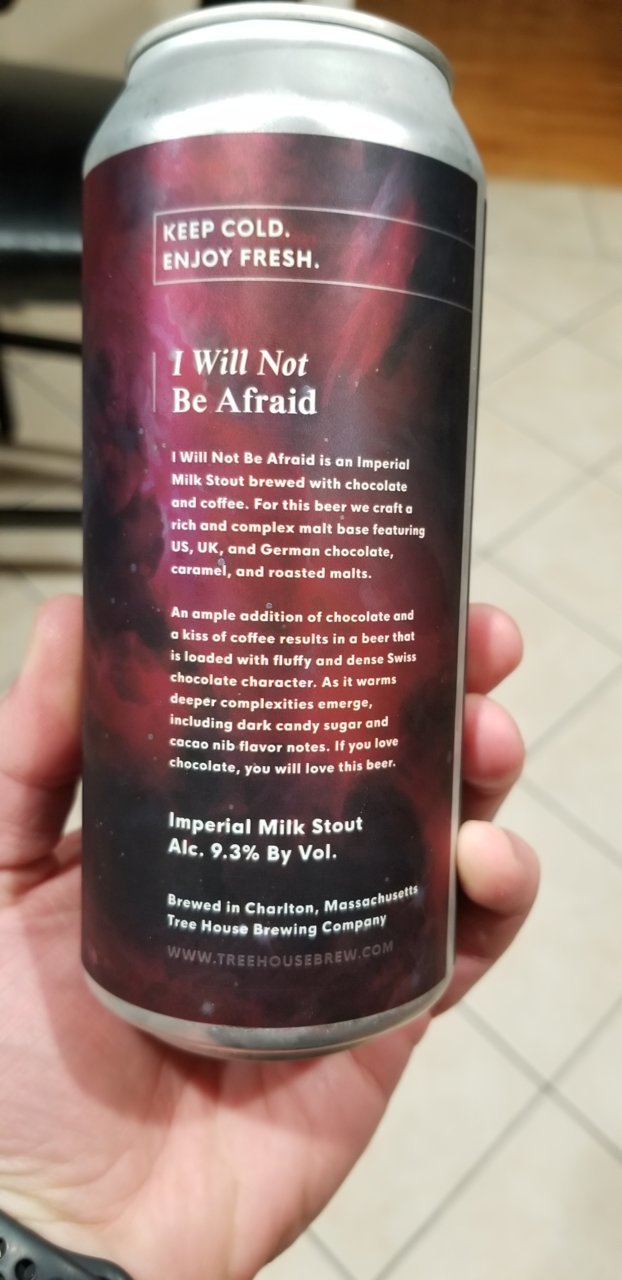 KEEP COLD.
ENJOY FRESH.
I Will Not
Be Afraid
I Will Not Be Afraid is an Imperial
Milk Stout brewed with chocolate
and coffee. For this beer we craft a
rich and complex malt base featuring
US, UK, and German chocolate,
caramel, and roasted malts.
An ample addition of chocolate and
a kiss of coffee results in a beer that
is loaded with fluffy and dense Swiss
chocolate character. As it warms
deeper complexities emerge,
including dark candy sugar and
cacao nib flavor notes. If you love
chocolate, you will love this beer.
Imperial Milk Stout
Alc. 9.3% By Vol.
Brewed in Charlton, Massachusetts
Tree House Brewing Company
WWW.TREEHOUSEBREW.COM